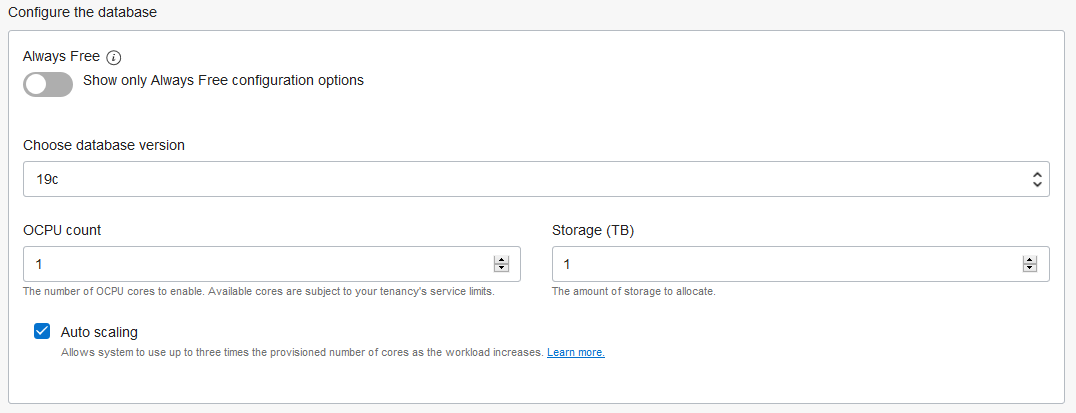 Configure the database
Always Free
Show only Always Free configuration options
Choose database version
19c
OCPU count
Storage (TB)
1
1
The number of OCPU cores to enable. Available cores are subject to your tenancy's service limits.
The amount of storage to allocate.
Auto scaling
Allows system to use up to three times the provisioned number of cores as the workload increases. Learn more.